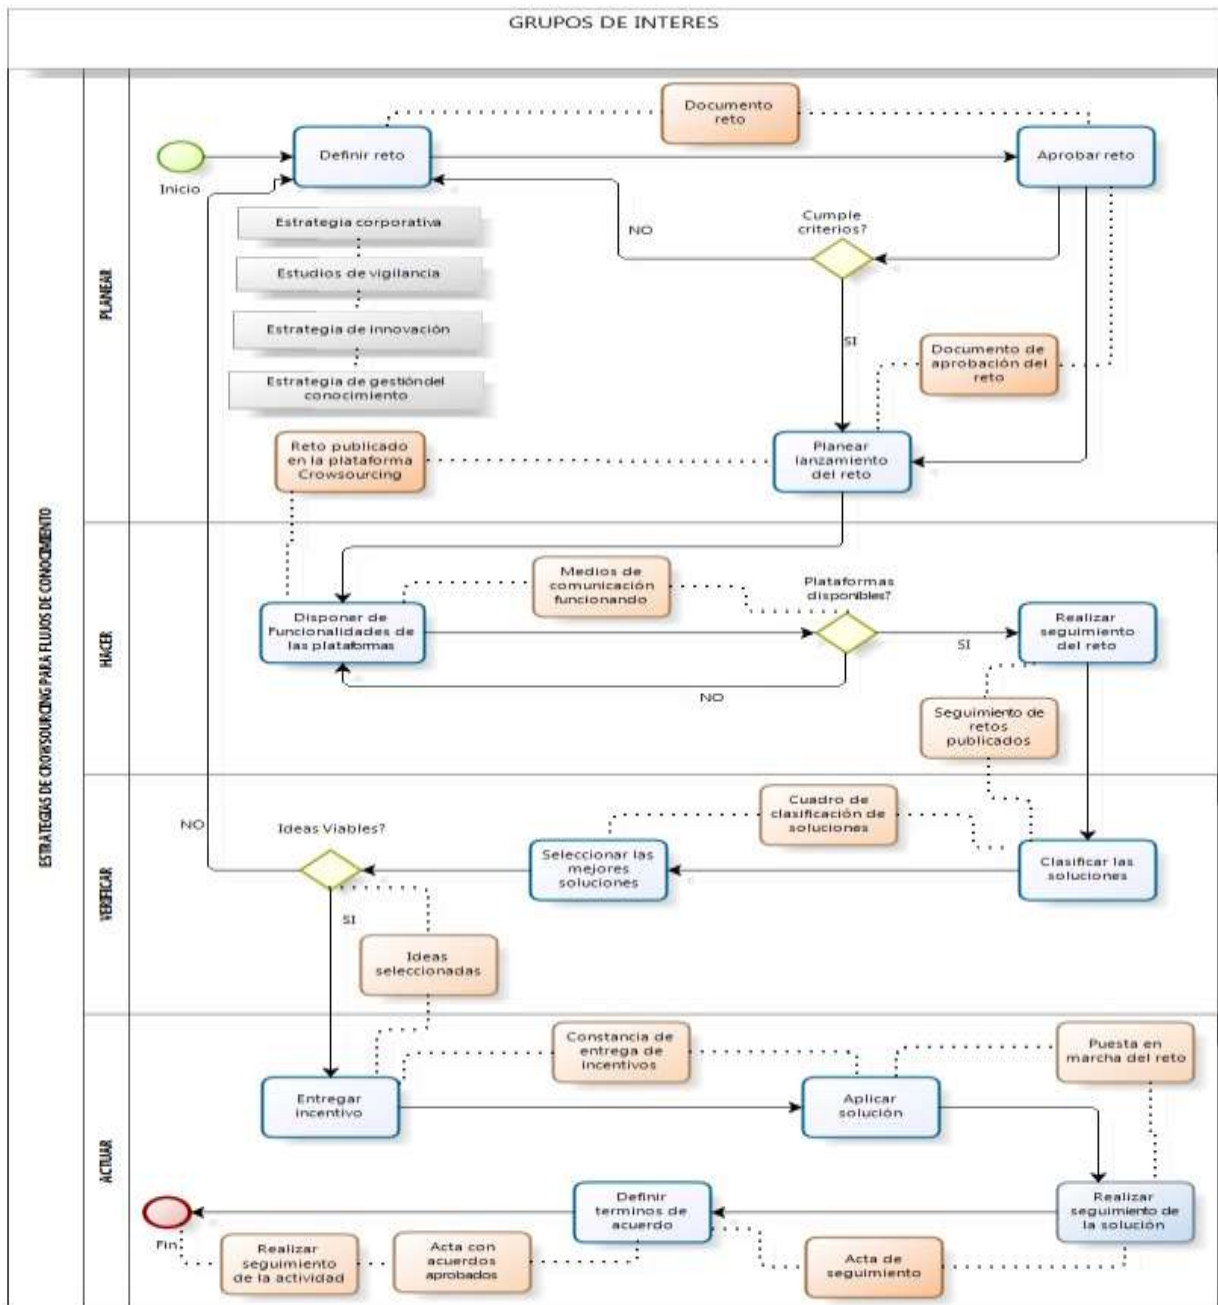 GRUPOS DE INTERES
ESTRATEGIAS DE CROWSOURCING PARA FLUJOS DE CONOCIMIENTO
PLANEAR
Documento
reto
Definir reto
Aprobar reto
Inicio
Estrategia corporativa
Cumple
criterios?
NO
Estudios de vigilancia
Estrategia de innovación
SI
Documento de
aprobación del
reto
Estrategia de gestión del
conocimiento
Reto publicado
en la plataforma
Crowsourcing
Planear
lanzamiento
del reto
HACER
Medios de
comunicación
funcionando
Plataformas
disponibles?
Disponer de
Funcionalidades de
las plataformas
SI
Realizar
seguimiento
del reto
NO
Seguimiento de
retos
publicados
VERIFICAR
NO
Ideas Viables?
Cuadro de
clasificación de
soluciones
Seleccionar las
mejores
soluciones
Clasificar las
soluciones
SI
Ideas
seleccionadas
ACTUAR
Constancia de
entrega de
incentivos
Puesta en
marcha del reto
Entregar
incentivo
Aplicar
solución
Definir
terminos de
acuerdo
Realizar
seguimiento de
la solución
Fin
Realizar
seguimiento
de la actividad
Acta con
acuerdos
aprobados
Acta de
seguimiento